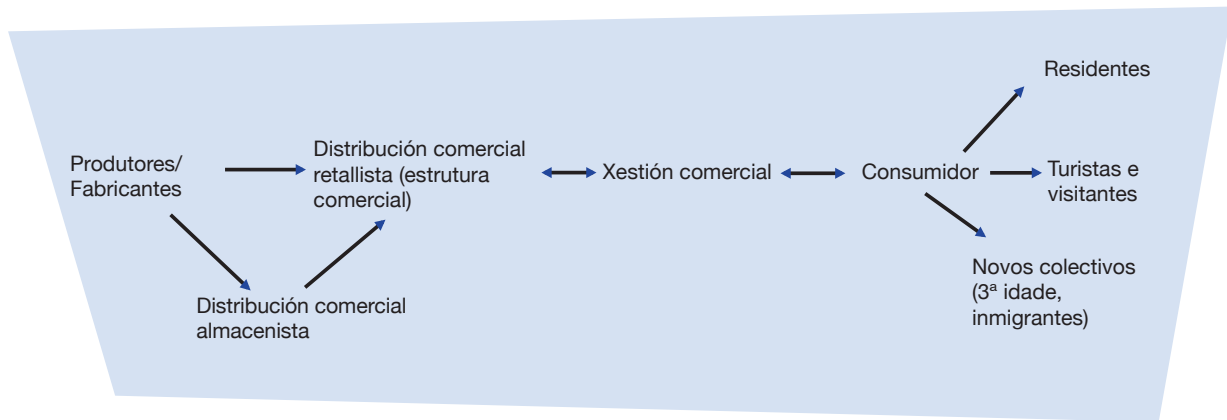 Produtores/
Fabricantes
Distribución comercial
retallista (estrutura
comercial)
Distribución comercial
almacenista
Xestión comercial
Consumidor
Residentes
Turistas e
visitantes
Novos colectivos
(3ª idade,
inmigrantes)